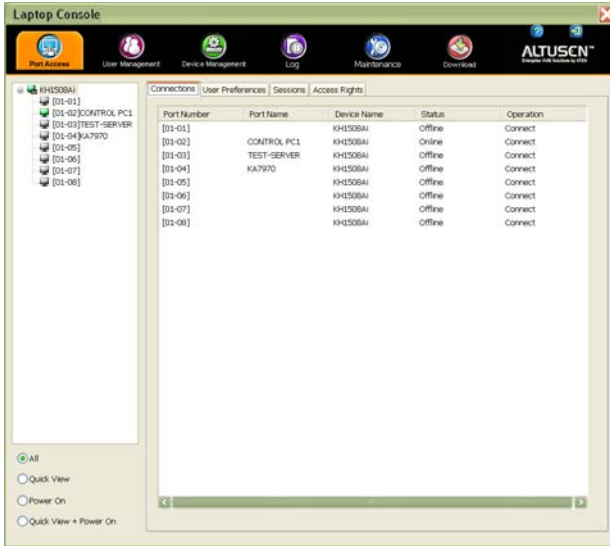 Laptop Console
Port Access User Management Device Management Log Maintenance Download
ALTUSCN™
KH1508Ai
[01-01]
[01-02]CONTROL PC1
[01-03]TEST-SERVER
[01-04]KA7970
[01-05]
[01-06]
[01-07]
[01-08]
Connections User Preferences Sessions Access Rights
Port Number Port Name Device Name Status Operation
[01-01] KH1508Ai Offline Connect
[01-02] CONTROL PC1 KH1508Ai Online Connect
[01-03] TEST-SERVER KH1508Ai Offline Connect
[01-04] KA7970 KH1508Ai Offline Connect
[01-05] KH1508Ai Offline Connect
[01-06] KH1508Ai Offline Connect
[01-07] KH1508Ai Offline Connect
[01-08] KH1508Ai Offline Connect
All
Quick View
Power On
Quick View + Power On